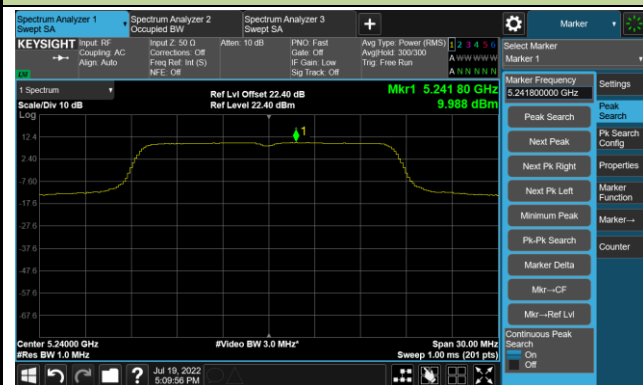 Spectrum Analyzer 1
Swept SA
Spectrum Analyzer 2
Occupied BW
Spectrum Analyzer 3
Swept SA
Marker
KEYSIGHT
Input: RF
Coupling: AC
Align: Auto
Input Z: 50 Ω
Corrections: Off
Freq Ref: Int (S)
NFE: Off
Atten: 10 dB
PNO: Fast
Gate: Off
IF Gain: Low
Sig Track: Off
Avg Type: Power (RMS)
Avg|Hold: 300/300
Trig: Free Run
1 2 3 4 5 6
A W W W W W
A N N N N N
Select Marker
Marker 1
1 Spectrum
Scale/Div 10 dB
Log
Ref Lvl Offset 22.40 dB
Ref Level 22.40 dBm
Mkr1 5.241 80 GHz
9.988 dBm
1
12.4
2.40
-7.60
-17.6
-27.6
-37.6
-47.6
-57.6
-67.6
Center 5.24000 GHz
#Res BW 1.0 MHz
#Video BW 3.0 MHz*
Span 30.00 MHz
Sweep 1.00 ms (201 pts)
Marker Frequency
5.241800000 GHz
Peak Search
Next Peak
Next Pk Right
Next Pk Left
Minimum Peak
Pk-Pk Search
Marker Delta
Mkr→CF
Mkr→Ref Lvl
Continuous Peak
Search
On
Off
Settings
Peak
Search
Pk Search
Config
Properties
Marker
Function
Marker→
Counter
?
Jul 19, 2022
5:09:56 PM